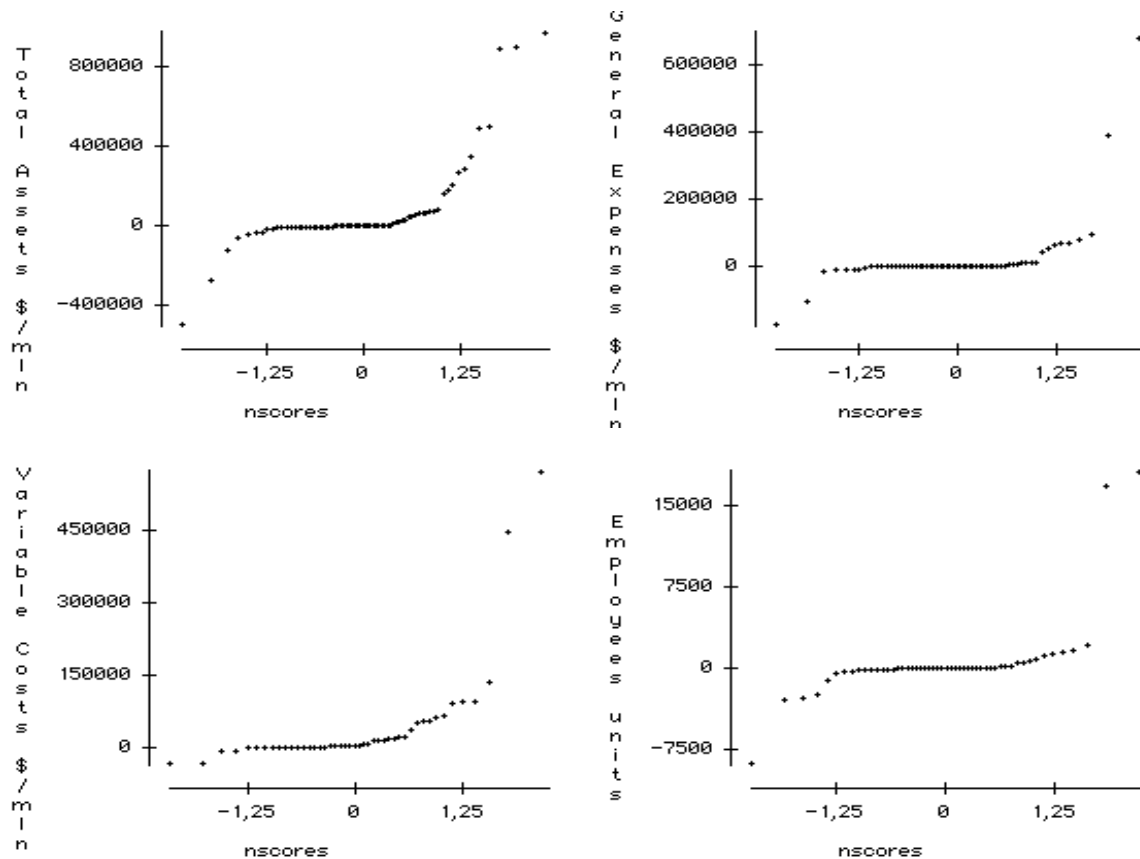 Total Assets $/mln
800000
400000
0
-400000
-1,25 0 1,25
nscores
General Expenses $/mln
600000
400000
200000
0
-1,25 0 1,25
nscores
Variable Costs $/mln
450000
300000
150000
0
-1,25 0 1,25
nscores
Employees units
15000
7500
0
-7500
-1,25 0 1,25
nscores